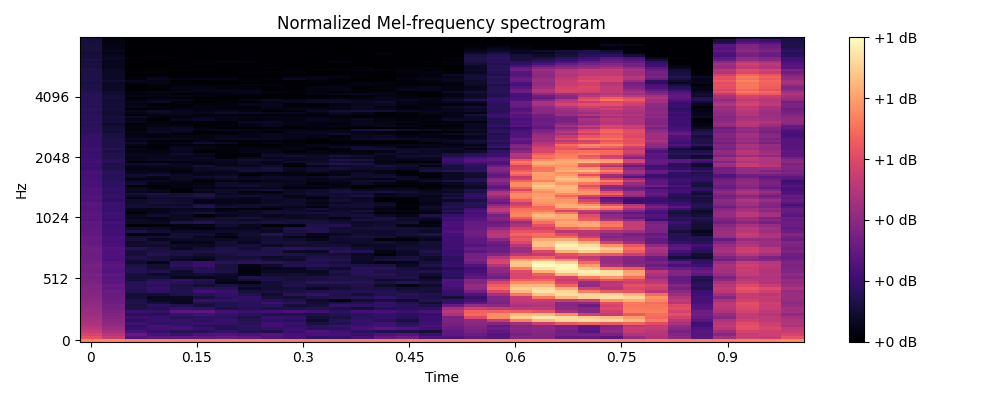 Normalized Mel-frequency spectrogram
Hz
4096
2048
1024
512
0
0 0.15 0.3 0.45 0.6 0.75 0.9
Time
+1 dB
+1 dB
+1 dB
+0 dB
+0 dB
+0 dB